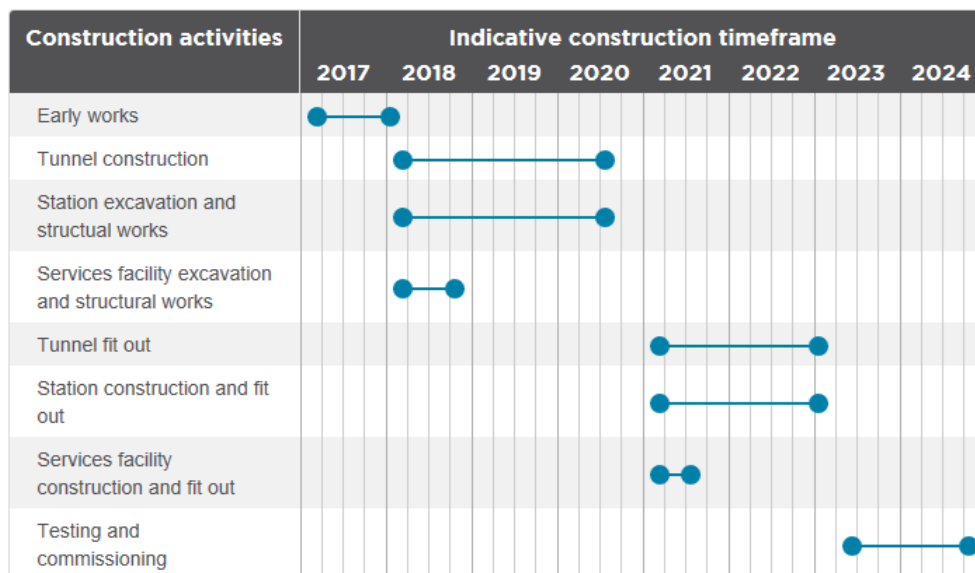 Construction activities
Indicative construction timeframe
2017 2018 2019 2020 2021 2022 2023 2024
Early works
Tunnel construction
Station excavation and
structual works
Services facility excavation
and structural works
Tunnel fit out
Station construction and fit
out
Services facility
construction and fit out
Testing and
commissioning